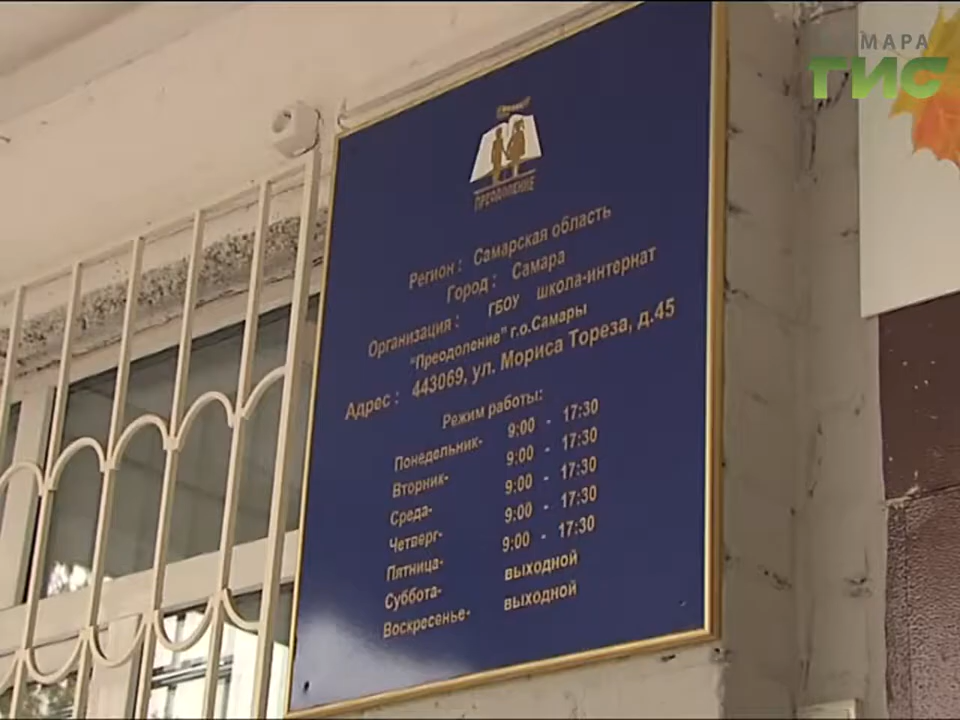 САМАРА
ГИС
ПРЕОДОЛЕНИЕ
Регион : Самарская область
Город : Самара
Организация : ГБОУ школа-интернат
"Преодоление" г.о.Самары
Адрес : 443069, ул. Мориса Тореза, д.45
Режим работы:
Понедельник- 9:00 - 17:30
Вторник- 9:00 - 17:30
Среда- 9:00 - 17:30
Четверг- 9:00 - 17:30
Пятница- 9:00 - 17:30
Суббота- выходной
Воскресенье- выходной